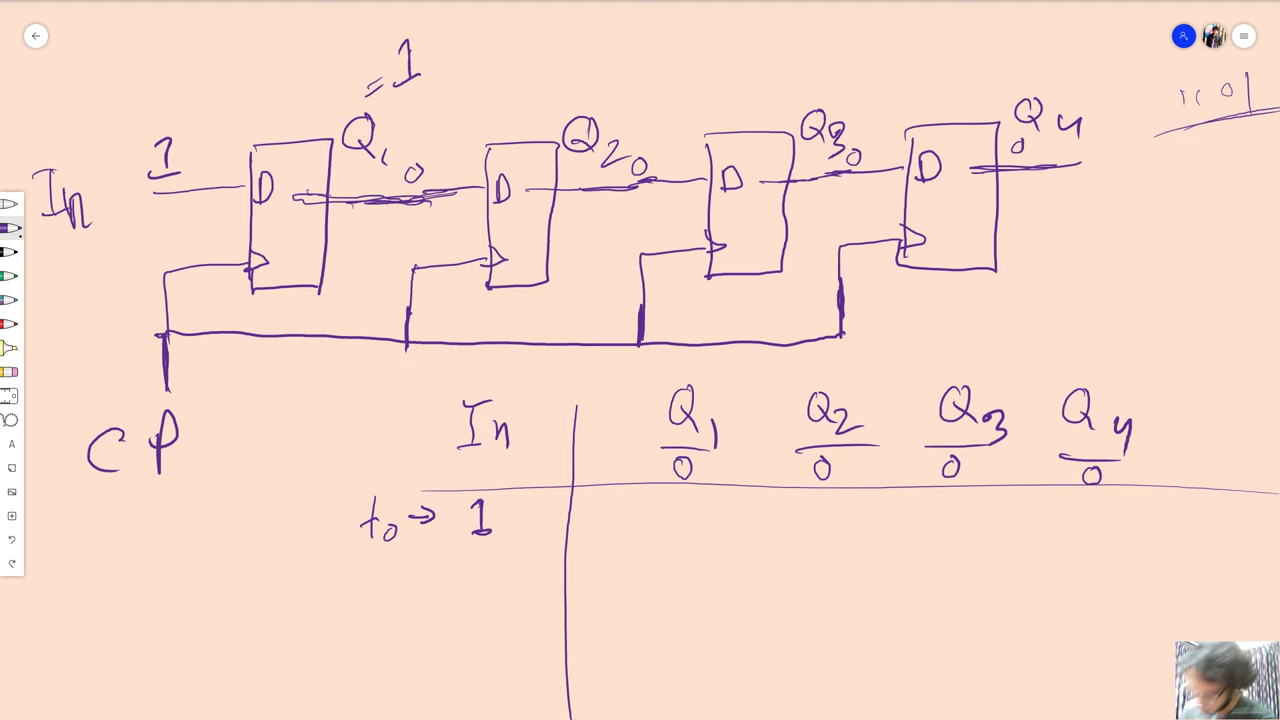 = 1
1101
In 1 D Q1 0 D Q2 0 D Q3 0 D Q4 0
CP
In Q1 Q2 Q3 Q4
0 0 0 0
t0 → 1